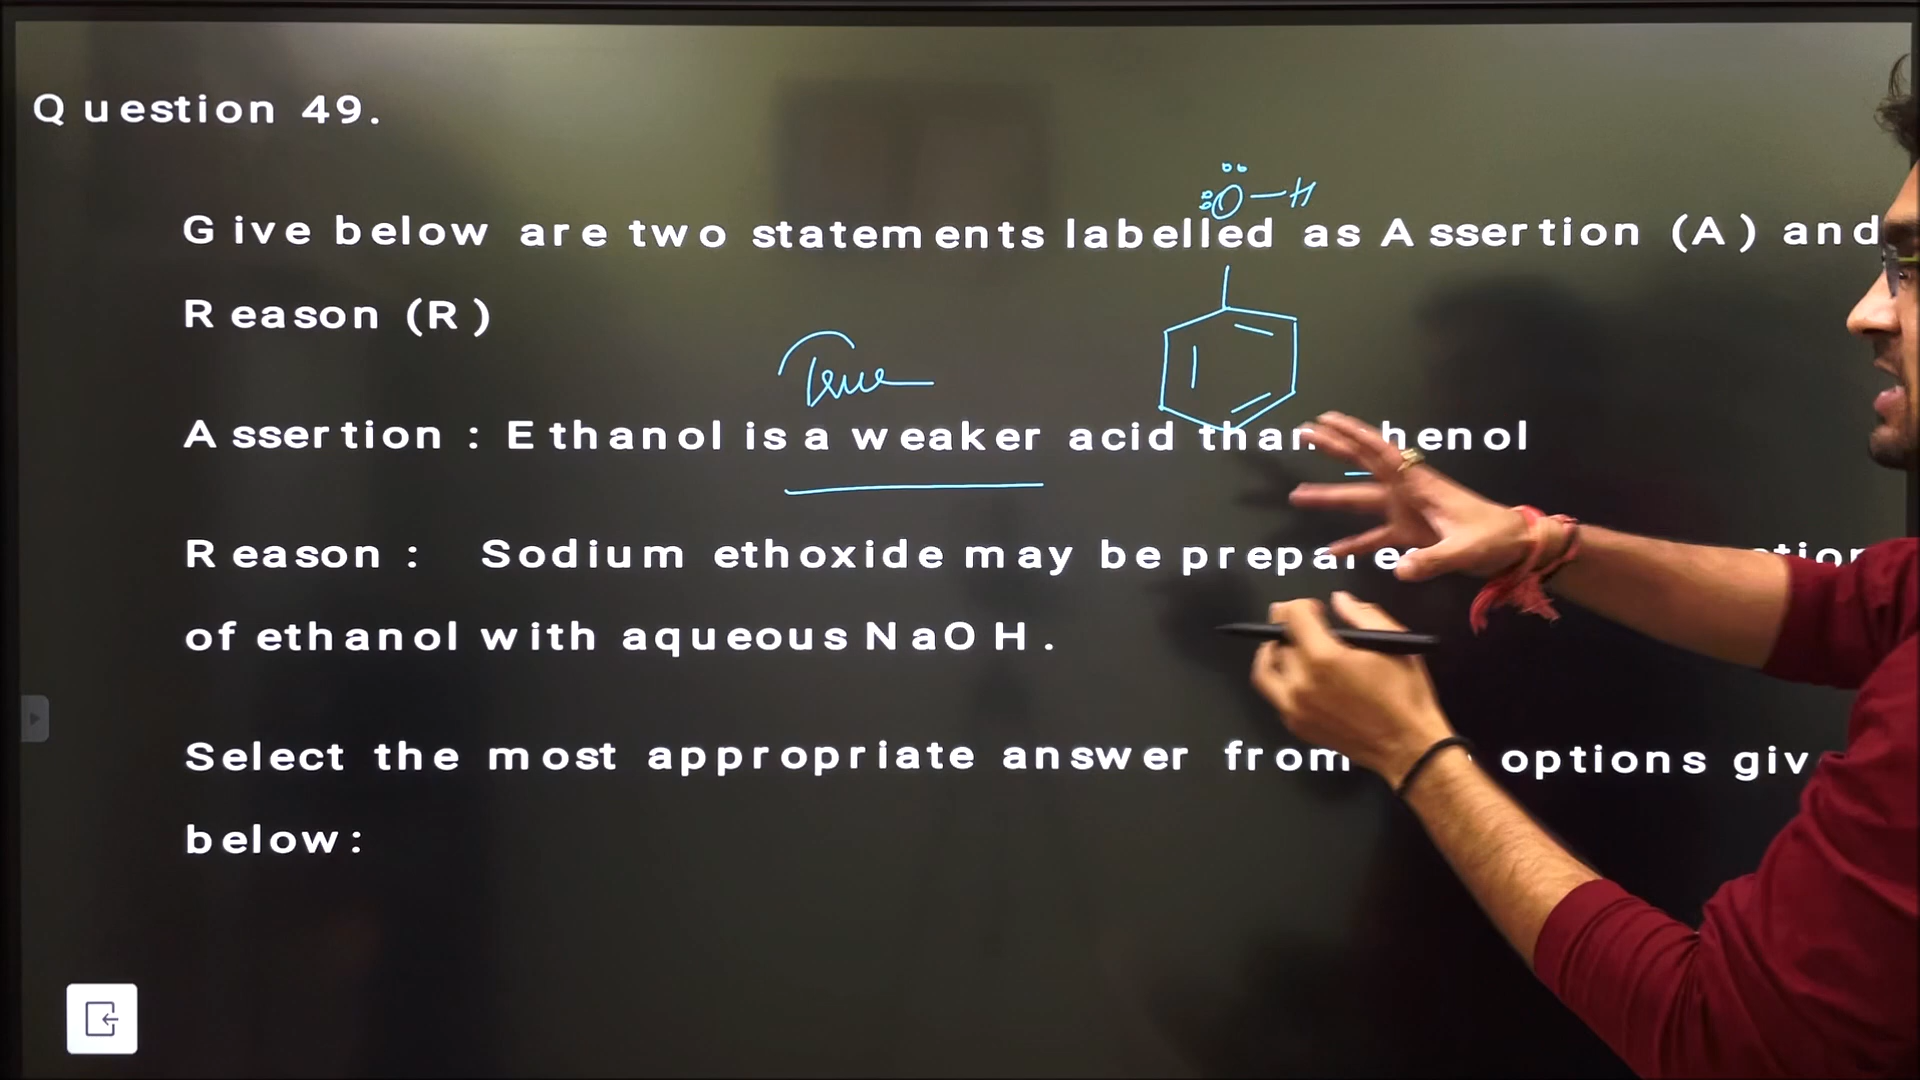 Question 49.
O-H
Give below are two statements labelled as Assertion (A) and
Reason (R)
True
Assertion : Ethanol is a weaker acid than phenol
Reason : Sodium ethoxide may be
of ethanol with aqueous NaOH.
Select the most appropriate answer from options
below: